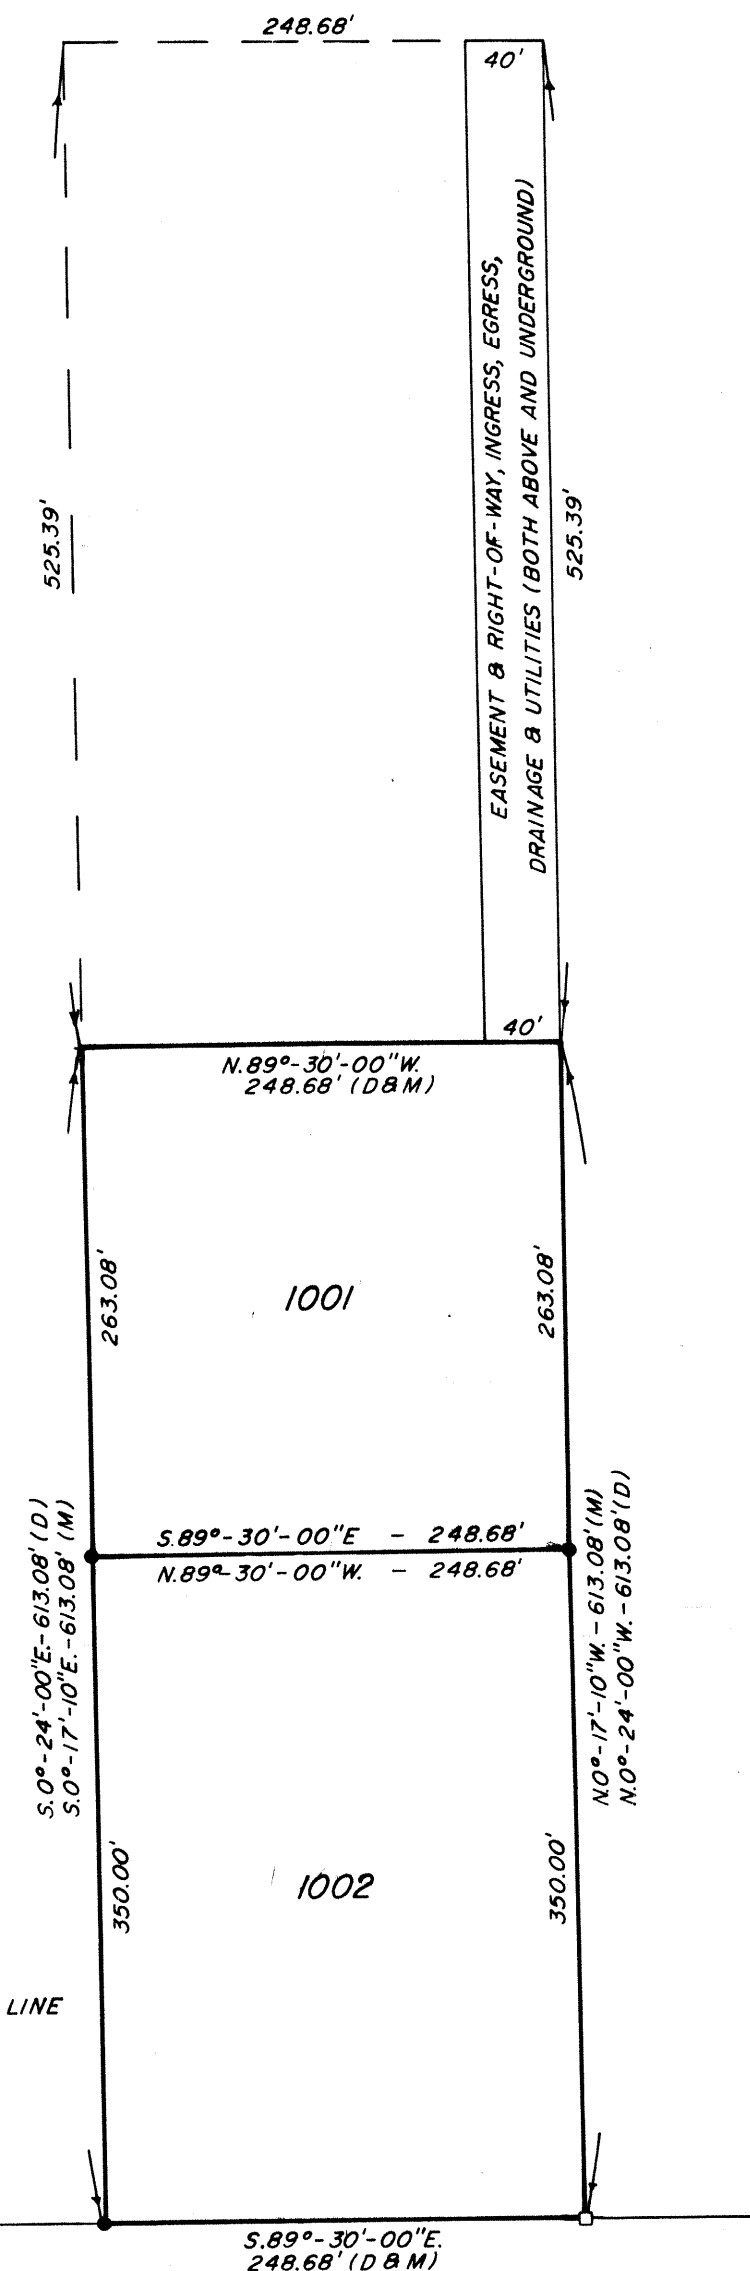 248.68'
40'
EASEMENT & RIGHT-OF-WAY, INGRESS, EGRESS,
DRAINAGE & UTILITIES (BOTH ABOVE AND UNDERGROUND)
525.39'
525.39'
40'
N.89°-30'-00"W.
248.68' (D&M)
263.08'
1001
263.08'
S.89°-30'-00"E - 248.68'
N.89°-30'-00"W. - 248.68'
S.0°-24'-00"E.-613.08' (D)
S.0°-17'-10"E.-613.08' (M)
N.0°-17'-10"W.-613.08'(M)
N.0°-24'-00"W.-613.08'(D)
350.00'
1002
350.00'
LINE
S.89°-30'-00"E.
248.68' (D&M)